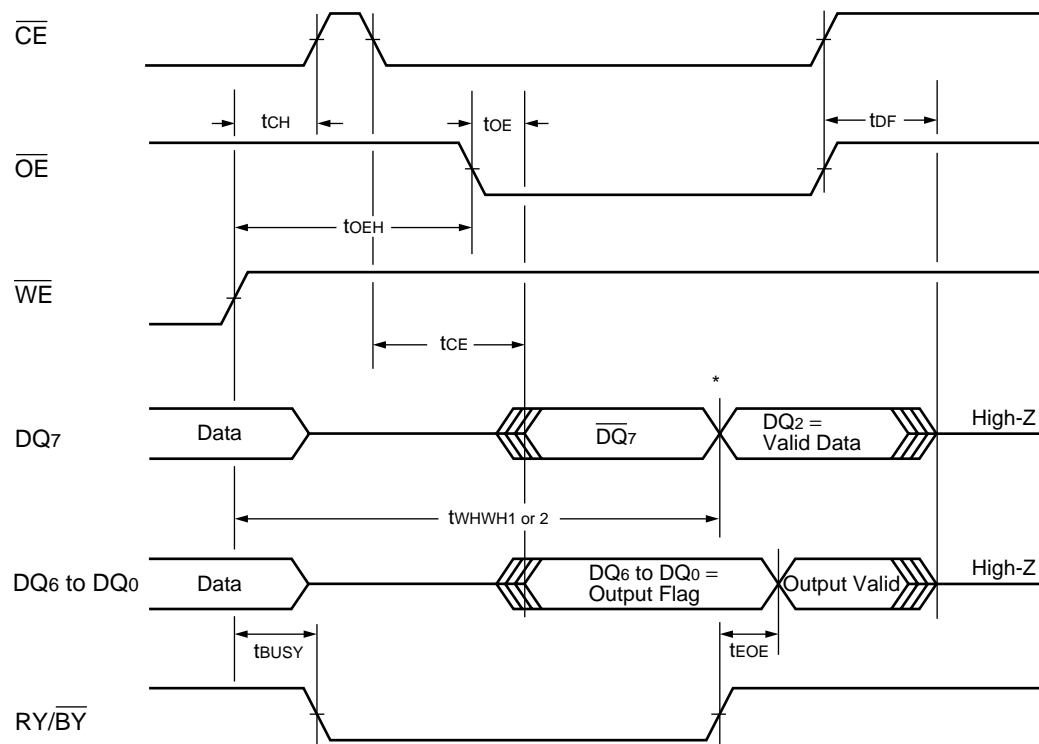 CE
tCH
tOE
tDF
OE
tOEH
WE
tCE
*
DQ7
Data
DQ7
DQ2 =
Valid Data
High-Z
tWHWH1 or 2
DQ6 to DQ0
Data
DQ6 to DQ0 =
Output Flag
Output Valid
High-Z
tBUSY
tEOE
RY/BY